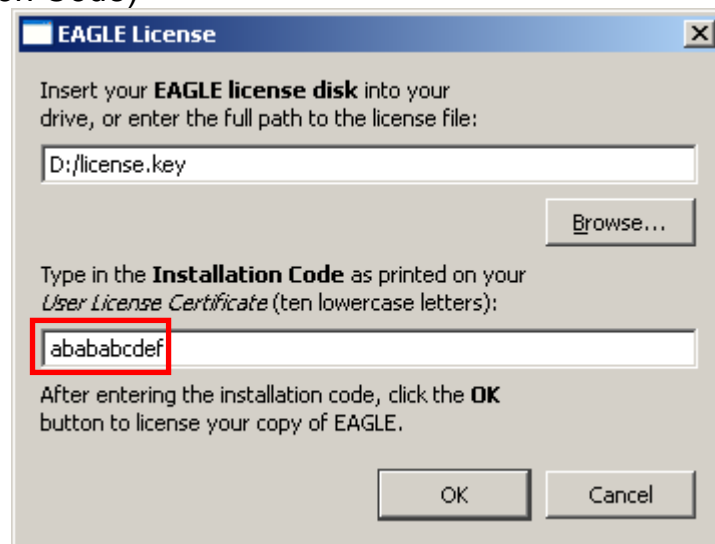 EAGLE License
Insert your EAGLE license disk into your
drive, or enter the full path to the license file:
D:/license.key
Browse...
Type in the Installation Code as printed on your
User License Certificate (ten lowercase letters):
abababcdef
After entering the installation code, click the OK
button to license your copy of EAGLE.
OK
Cancel